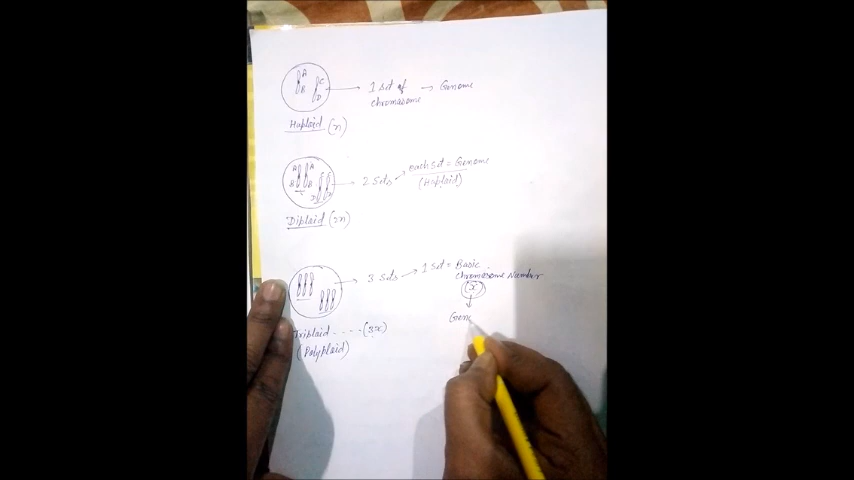 A
B
C
D
1 set of → Genome
chromosome
Haploid (n)
A A
B B
C C
D D
2 Sets
each set = Genome
(Haploid)
Diploid (2n)
3 Sets
1 set = Basic
chromosome Number
(x)
Gen
Triploid - - - - (3x)
(Polyploid)